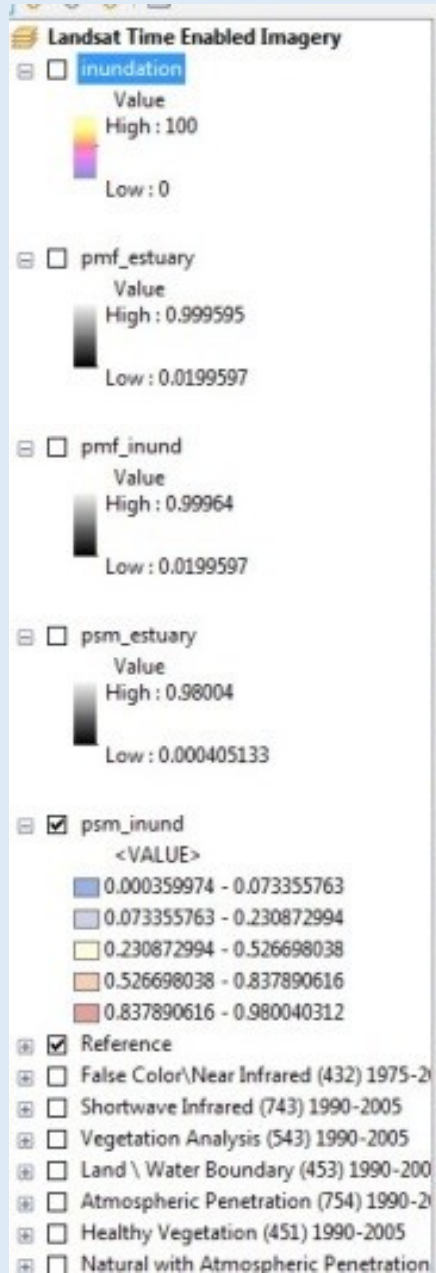 Landsat Time Enabled Imagery
inundation
Value
High : 100
Low : 0
pmf_estuary
Value
High : 0.999595
Low : 0.0199597
pmf_inund
Value
High : 0.99964
Low : 0.0199597
psm_estuary
Value
High : 0.98004
Low : 0.000405133
psm_inund
<VALUE>
0.000359974 - 0.073355763
0.073355763 - 0.230872994
0.230872994 - 0.526698038
0.526698038 - 0.837890616
0.837890616 - 0.980040312
Reference
False Color\Near Infrared (432) 1975-2
Shortwave Infrared (743) 1990-2005
Vegetation Analysis (543) 1990-2005
Land \ Water Boundary (453) 1990-200
Atmospheric Penetration (754) 1990-2
Healthy Vegetation (451) 1990-2005
Natural with Atmospheric Penetration